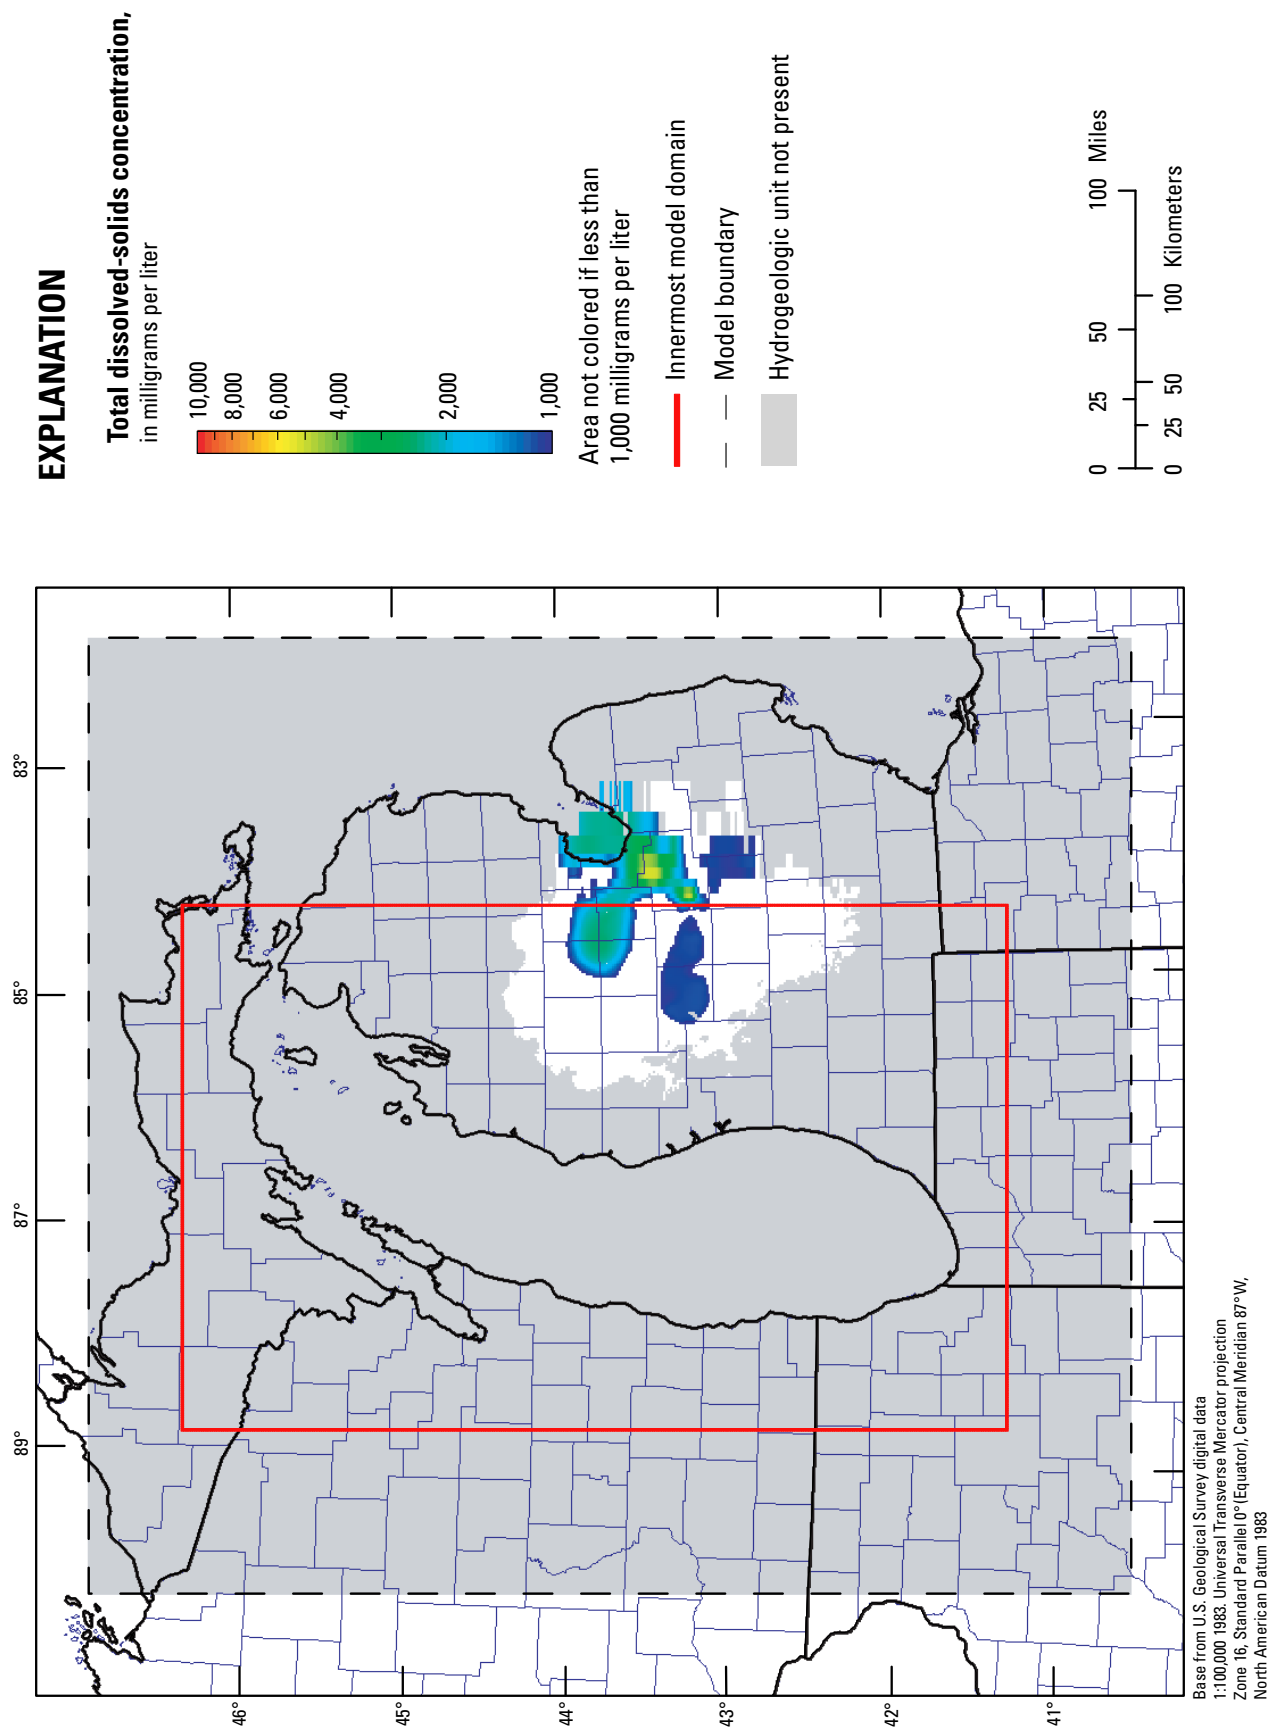 EXPLANATION
Total dissolved-solids concentration,
in milligrams per liter
10,000
8,000
6,000
4,000
2,000
1,000
Area not colored if less than
1,000 milligrams per liter
Innermost model domain
Model boundary
Hydrogeologic unit not present
0 25 50 100 Miles
0 25 50 100 Kilometers
89° 87° 85° 83°
46°
45°
44°
43°
42°
41°
Base from U.S. Geological Survey digital data
1:100,000 1983. Universal Transverse Mercator projection
Zone 16, Standard Parallel 0° (Equator), Central Meridian 87° W,
North American Datum 1983